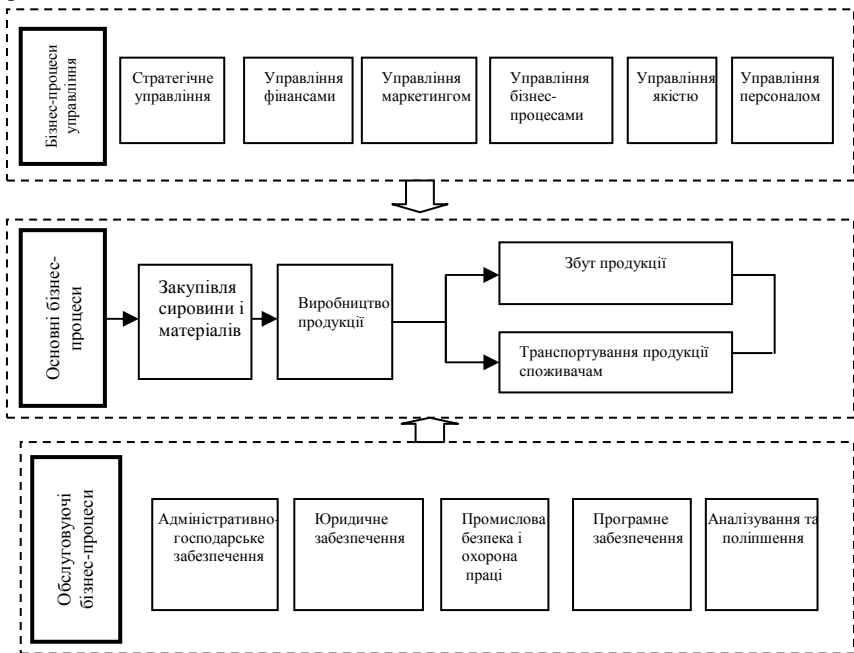 Бізнес-процеси
управління
Стратегічне
управління
Управління
фінансами
Управління
маркетингом
Управління
бізнес-
процесами
Управління
якістю
Управління
персоналом
Основні бізнес-
процеси
Закупівля
сировини і
матеріалів
Виробництво
продукції
Збут продукції
Транспортування продукції
споживачам
Обслуговуючі
бізнес-процеси
Адміністративно-
господарське
забезпечення
Юридичне
забезпечення
Промислова
безпека і
охорона
праці
Програмне
забезпечення
Аналізування та
поліпшення